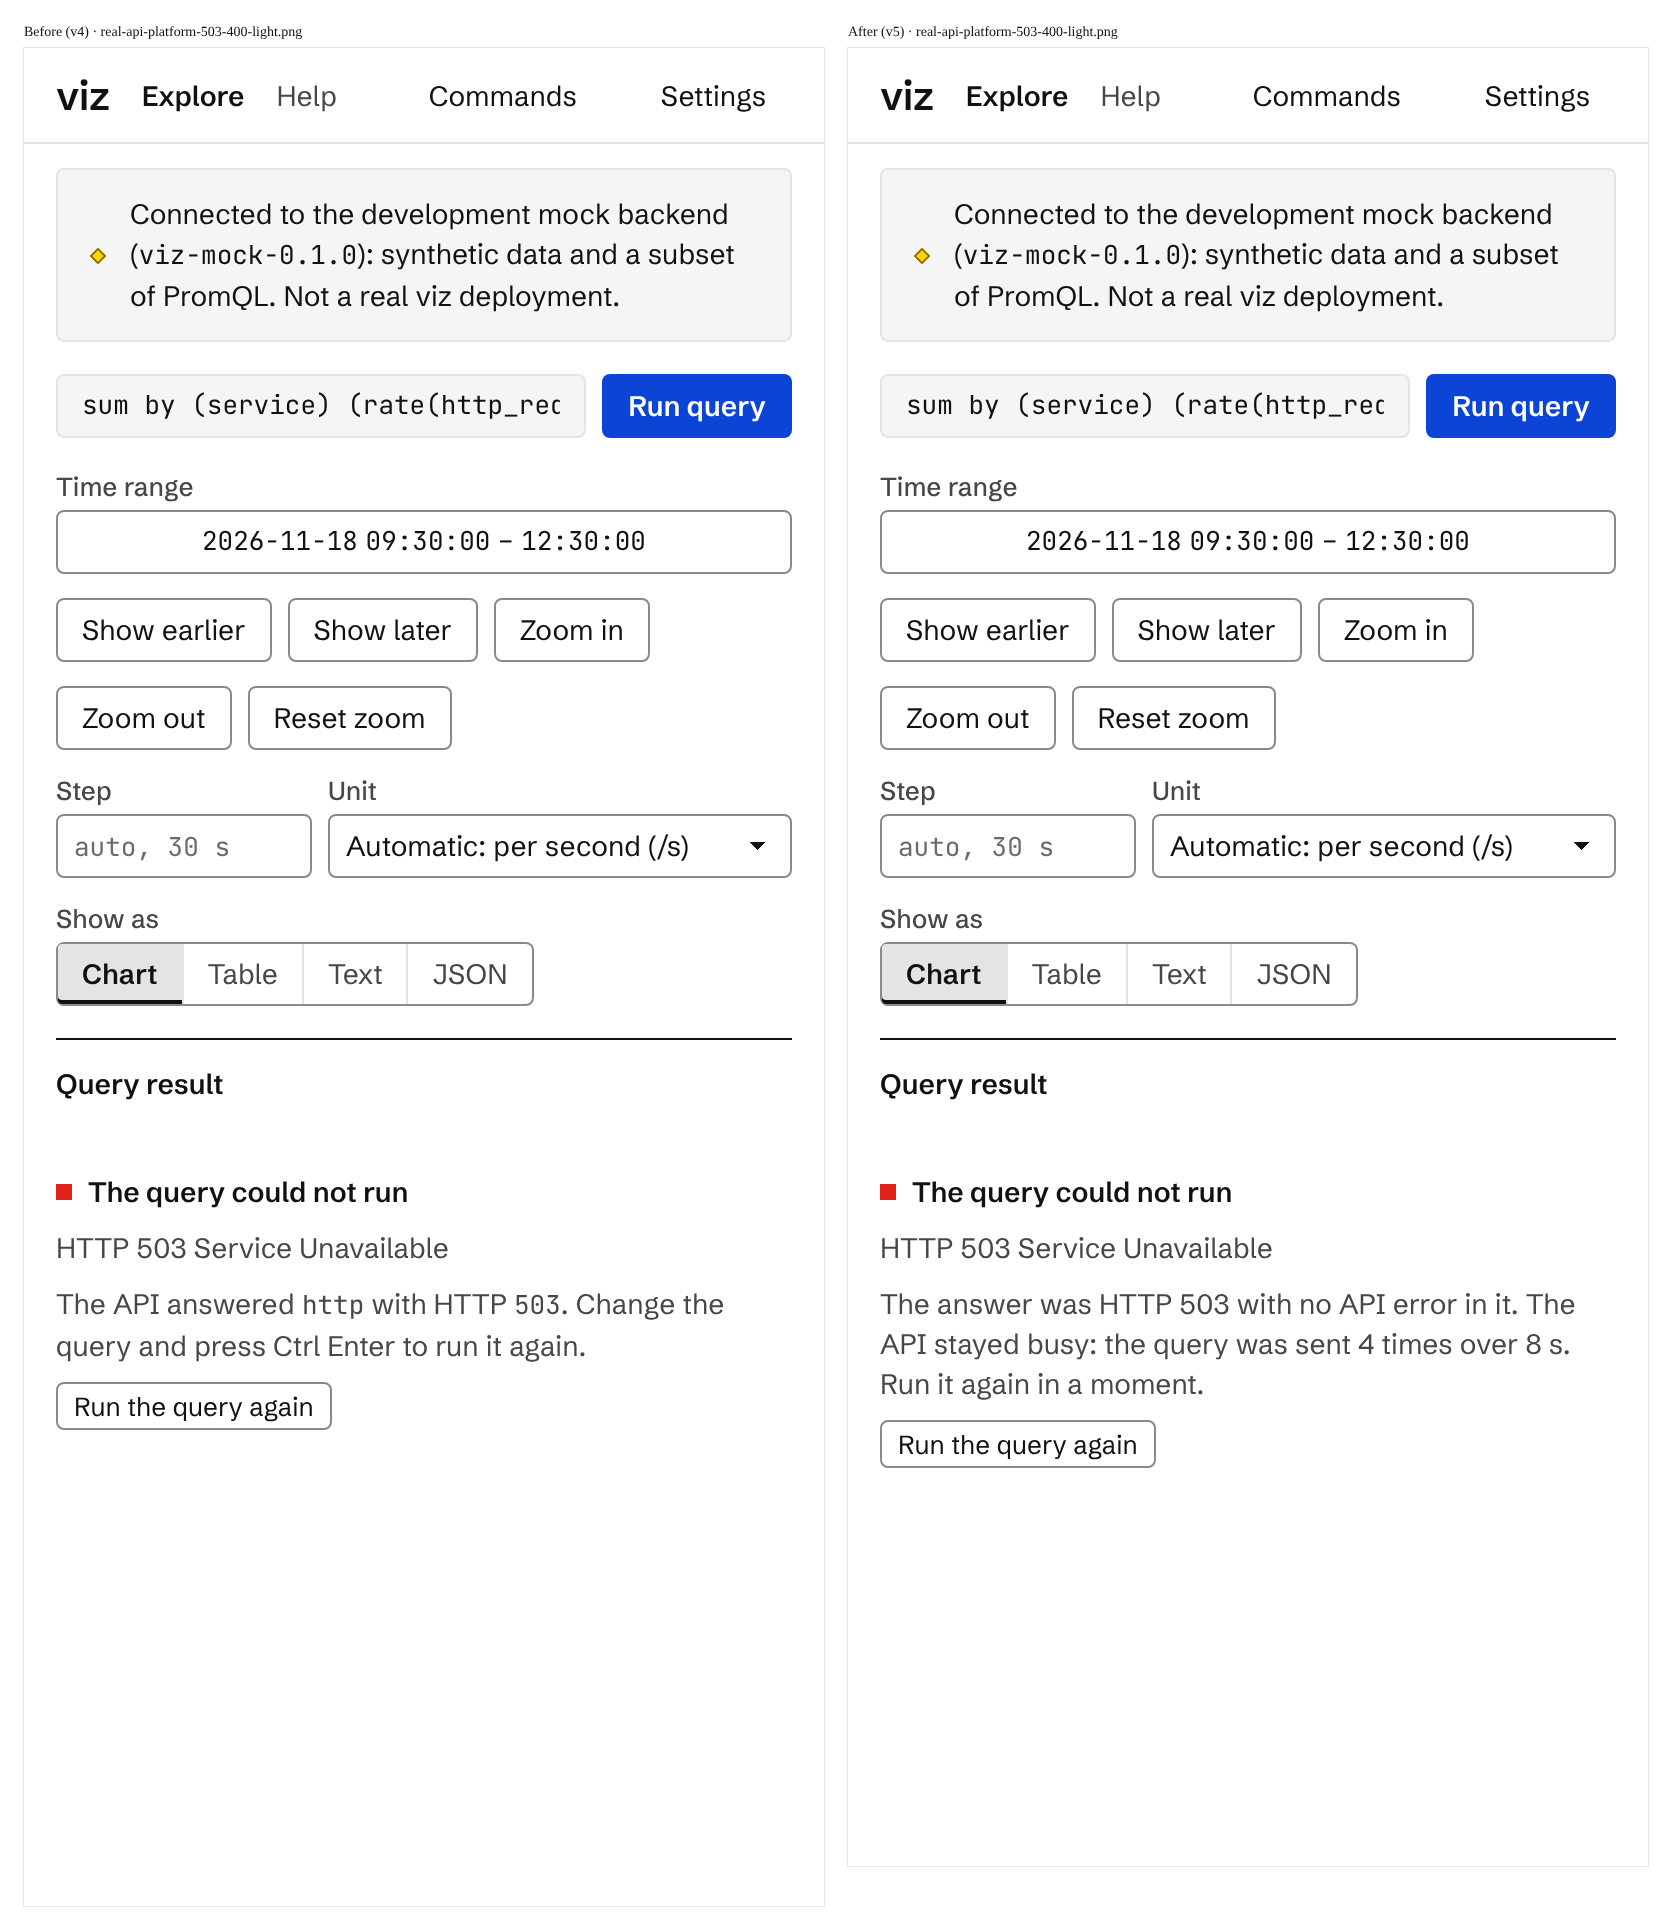 Before (v4) · real-api-platform-503-400-light.png
viz Explore Help Commands Settings
Connected to the development mock backend
(viz-mock-0.1.0): synthetic data and a subset
of PromQL. Not a real viz deployment.
sum by (service) (rate(http_req
Run query
Time range
2026-11-18 09:30:00 – 12:30:00
Show earlier Show later Zoom in
Zoom out Reset zoom
Step Unit
auto, 30 s Automatic: per second (/s)
Show as
Chart Table Text JSON
Query result
The query could not run
HTTP 503 Service Unavailable
The API answered http with HTTP 503. Change the
query and press Ctrl Enter to run it again.
Run the query again
After (v5) · real-api-platform-503-400-light.png
viz Explore Help Commands Settings
Connected to the development mock backend
(viz-mock-0.1.0): synthetic data and a subset
of PromQL. Not a real viz deployment.
sum by (service) (rate(http_req
Run query
Time range
2026-11-18 09:30:00 – 12:30:00
Show earlier Show later Zoom in
Zoom out Reset zoom
Step Unit
auto, 30 s Automatic: per second (/s)
Show as
Chart Table Text JSON
Query result
The query could not run
HTTP 503 Service Unavailable
The answer was HTTP 503 with no API error in it. The
API stayed busy: the query was sent 4 times over 8 s.
Run it again in a moment.
Run the query again